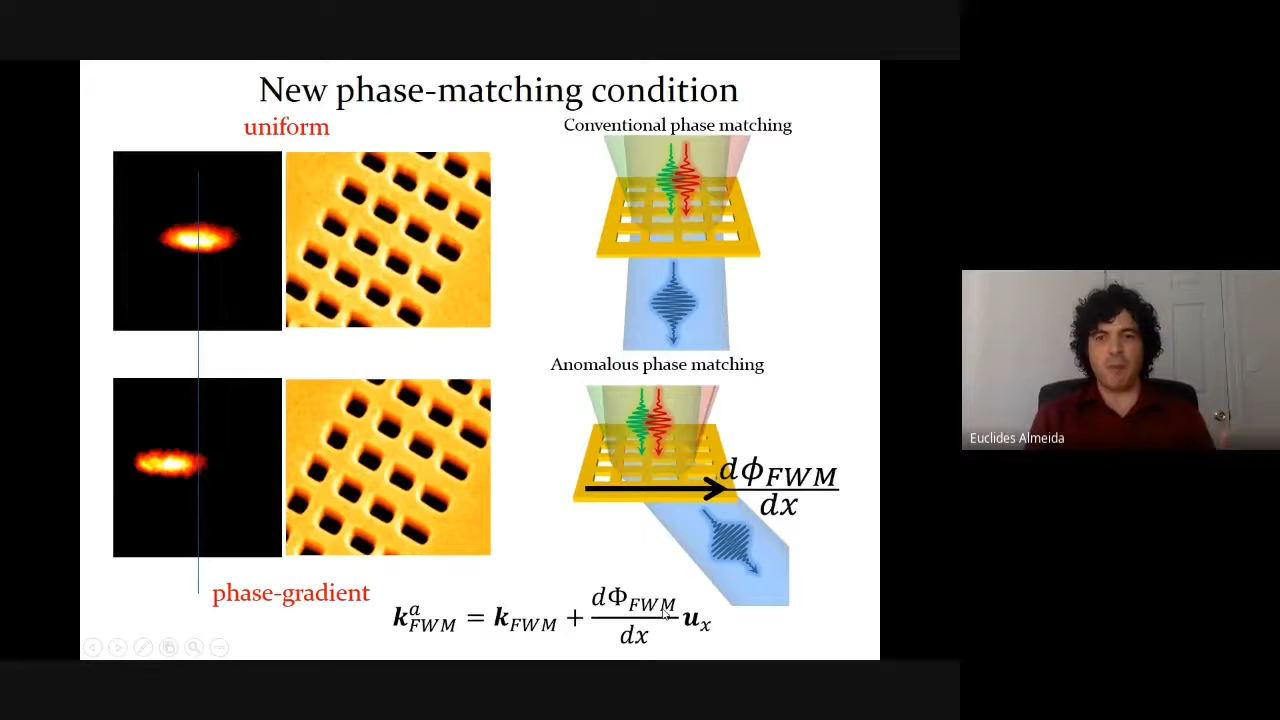 New phase-matching condition
uniform
Conventional phase matching
Anomalous phase matching
dϕ_FWM
dx
phase-gradient
k^a_FWM = k_FWM + dΦ_FWM/dx u_x
Euclides Almeida